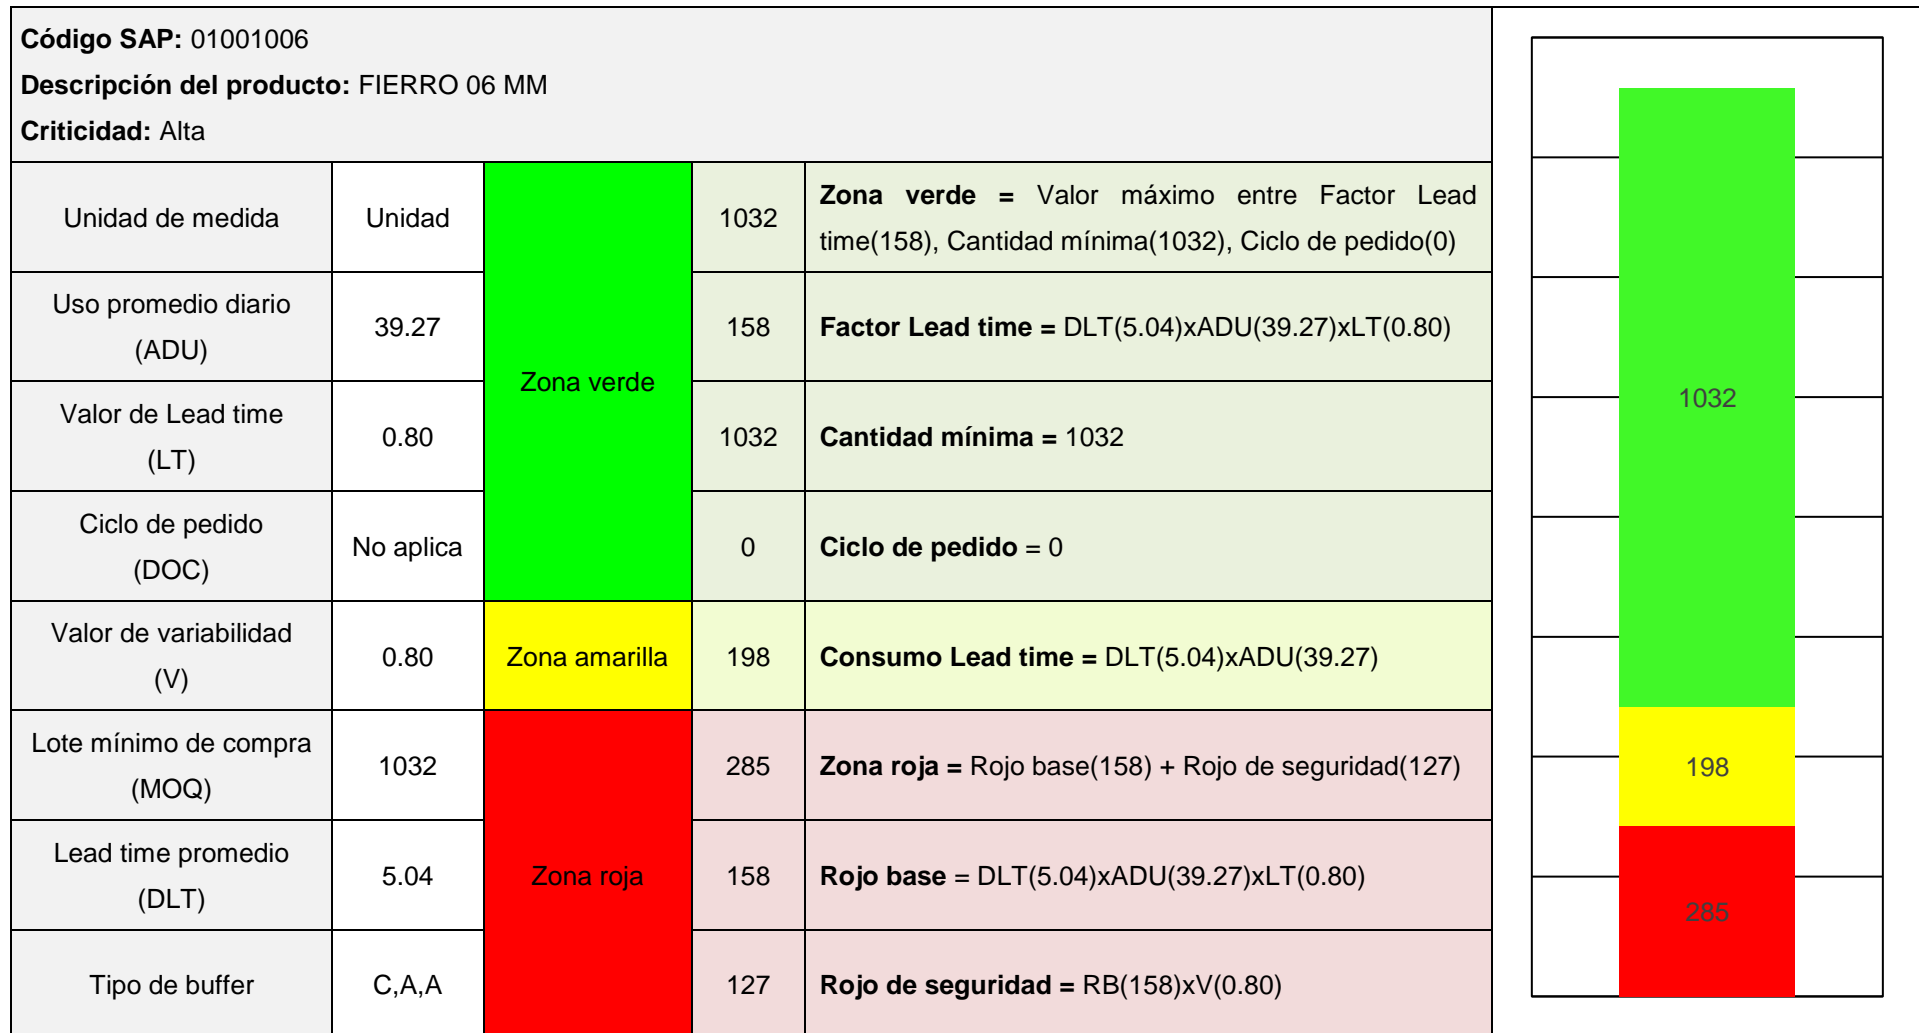 Código SAP: 01001006
Descripción del producto: FIERRO 06 MM
Criticidad: Alta
Unidad de medida
Unidad
Zona verde
1032
Zona verde = Valor máximo entre Factor Lead
time(158), Cantidad mínima(1032), Ciclo de pedido(0)
Uso promedio diario
(ADU)
39.27
158
Factor Lead time = DLT(5.04)xADU(39.27)xLT(0.80)
Valor de Lead time
(LT)
0.80
1032
Cantidad mínima = 1032
Ciclo de pedido
(DOC)
No aplica
0
Ciclo de pedido = 0
Valor de variabilidad
(V)
0.80
Zona amarilla
198
Consumo Lead time = DLT(5.04)xADU(39.27)
Lote mínimo de compra
(MOQ)
1032
Zona roja
285
Zona roja = Rojo base(158) + Rojo de seguridad(127)
Lead time promedio
(DLT)
5.04
158
Rojo base = DLT(5.04)xADU(39.27)xLT(0.80)
Tipo de buffer
C,A,A
127
Rojo de seguridad = RB(158)xV(0.80)
1032
198
285